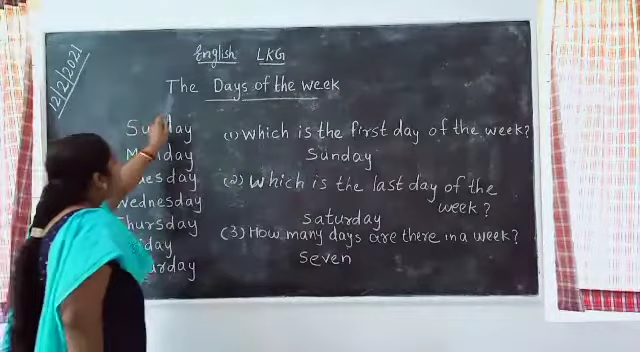 12/2/2021
English LKG
The Days of the week
Sunday
Monday
Tuesday
Wednesday
Thursday
Friday
Saturday
(1) Which is the first day of the week?
Sunday
(2) Which is the last day of the
week?
saturday
(3) How many days are there in a week?
Seven